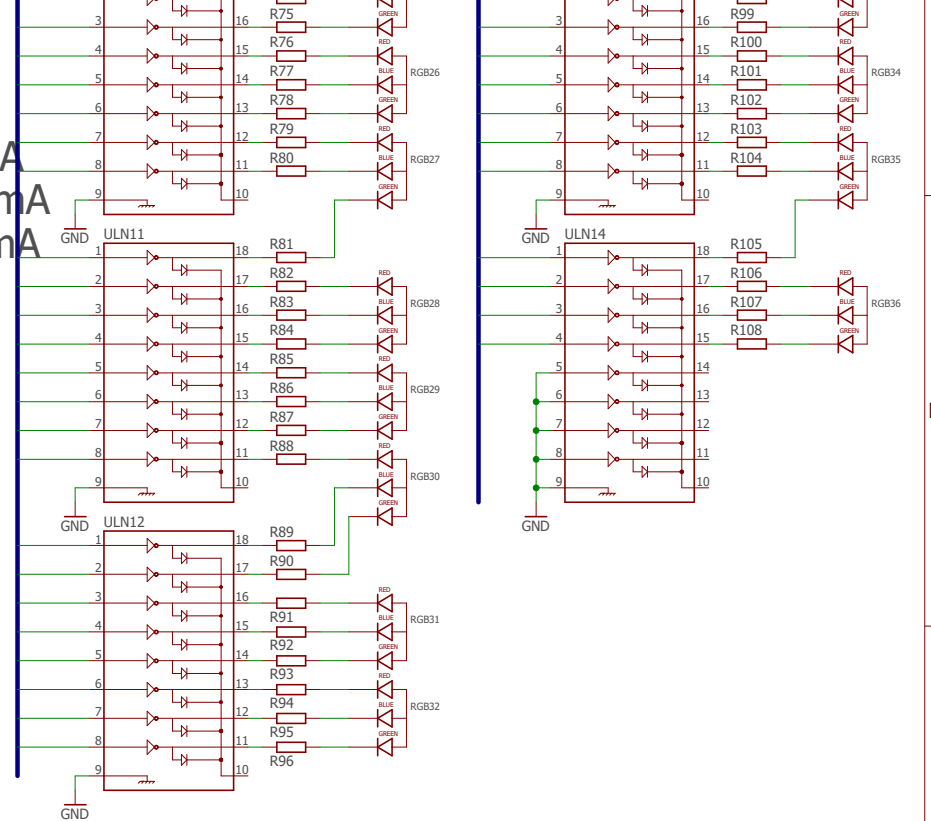 GREEN
GREEN
R75
R99
3 16
3 16
RED
RED
R76
R100
4 15
4 15
BLUE
BLUE
RGB26
RGB34
R77
R101
5 14
5 14
GREEN
GREEN
R78
R102
6 13
6 13
RED
RED
R79
R103
7 12
7 12
BLUE
BLUE
RGB27
RGB35
R80
R104
8 11
8 11
A
GREEN
GREEN
9 10
9 10
mA
GND
GND
mA
ULN11
ULN14
1 18 R81
1 18 R105
2 17 R82 RED
2 17 R106 RED
3 16 R83 BLUE RGB28
3 16 R107 BLUE RGB36
4 15 R84 GREEN
4 15 R108 GREEN
5 14 R85 RED
5 14
6 13 R86 BLUE RGB29
6 13
7 12 R87 GREEN
7 12
8 11 R88 RED
8 11
9 10 BLUE RGB30
9 10
GND
GND
GREEN
ULN12
1 18 R89
2 17 R90
3 16 RED
R91
4 15 BLUE RGB31
R92
5 14 GREEN
R93
6 13 RED
R94
7 12 BLUE RGB32
R95
8 11 GREEN
R96
9 10
GND